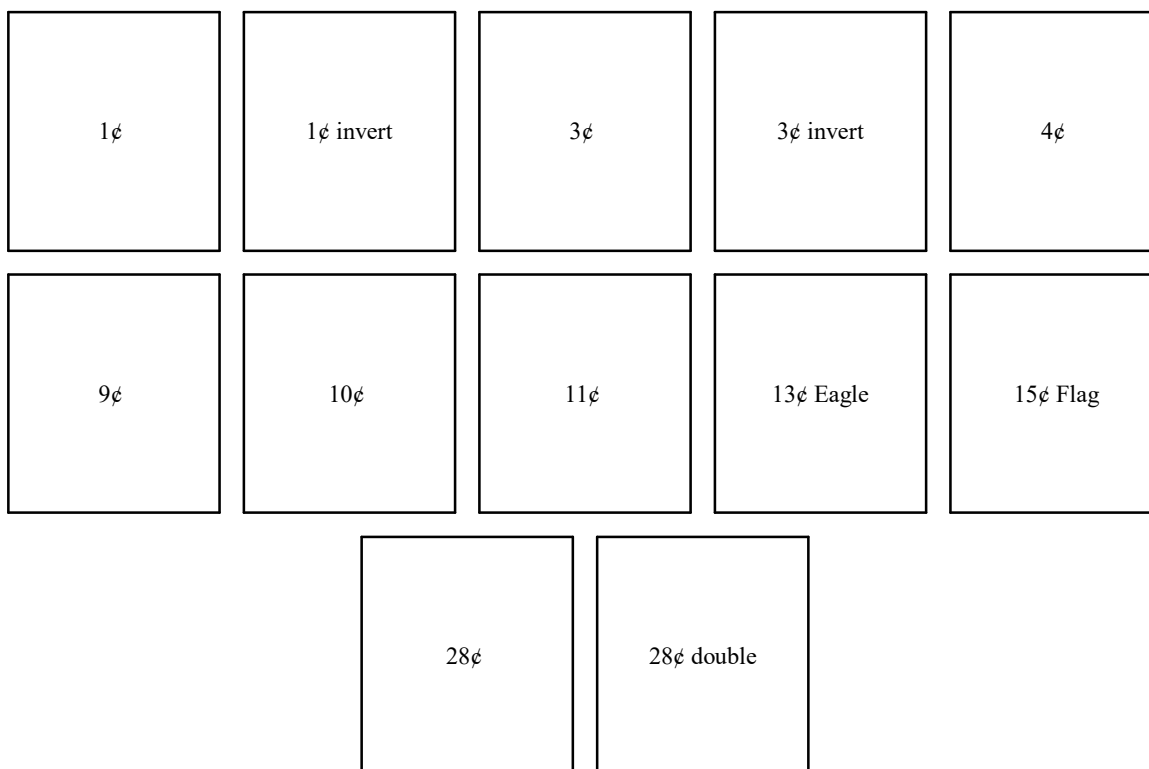 1¢
1¢ invert
3¢
3¢ invert
4¢
9¢
10¢
11¢
13¢ Eagle
15¢ Flag
28¢
28¢ double